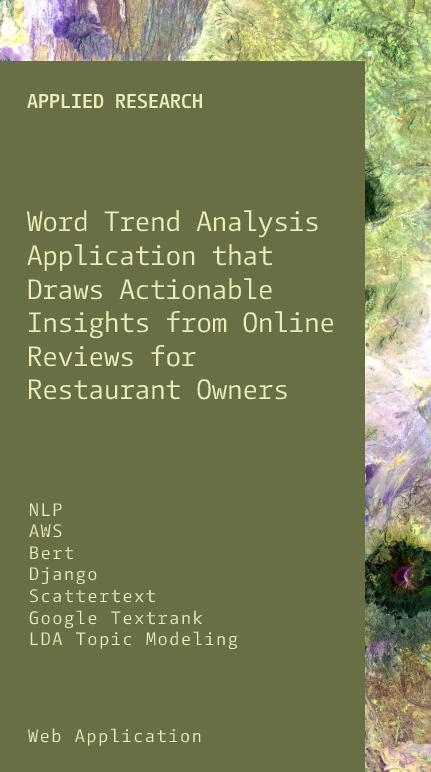 APPLIED RESEARCH
Word Trend Analysis
Application that
Draws Actionable
Insights from Online
Reviews for
Restaurant Owners
NLP
AWS
Bert
Django
Scattertext
Google Textrank
LDA Topic Modeling
Web Application